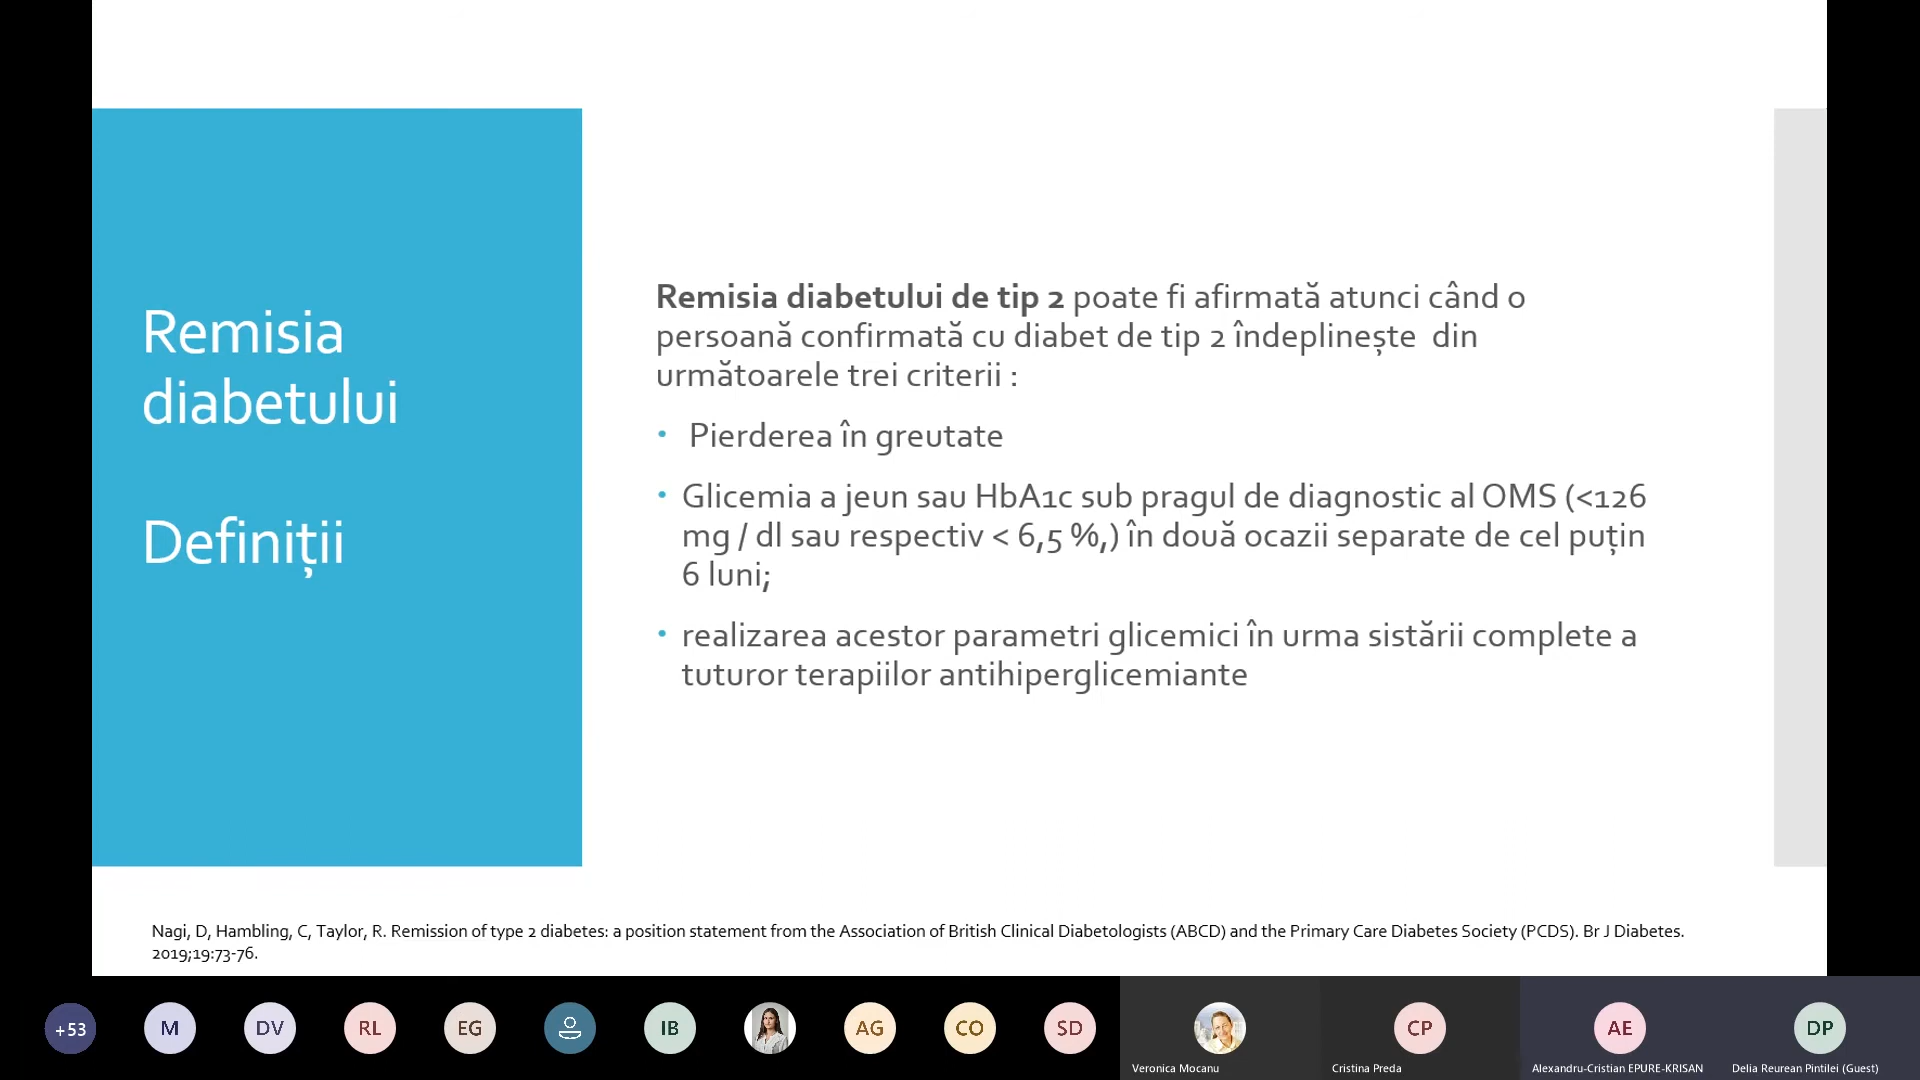 Remisia
diabetului
Definiții
Remisia diabetului de tip 2 poate fi afirmată atunci când o
persoană confirmată cu diabet de tip 2 îndeplinește  din
următoarele trei criterii :
• Pierderea în greutate
• Glicemia a jeun sau HbA1c sub pragul de diagnostic al OMS (<126
mg / dl sau respectiv < 6,5 %,) în două ocazii separate de cel puțin
6 luni;
• realizarea acestor parametri glicemici în urma sistării complete a
tuturor terapiilor antihiperglicemiante
Nagi, D, Hambling, C, Taylor, R. Remission of type 2 diabetes: a position statement from the Association of British Clinical Diabetologists (ABCD) and the Primary Care Diabetes Society (PCDS). Br J Diabetes.
2019;19:73-76.
+53 M DV RL EG IB AG CO SD CP AE DP
Veronica Mocanu Cristina Preda Alexandru-Cristian EPURE-KRISAN Delia Reurean Pintilei (Guest)